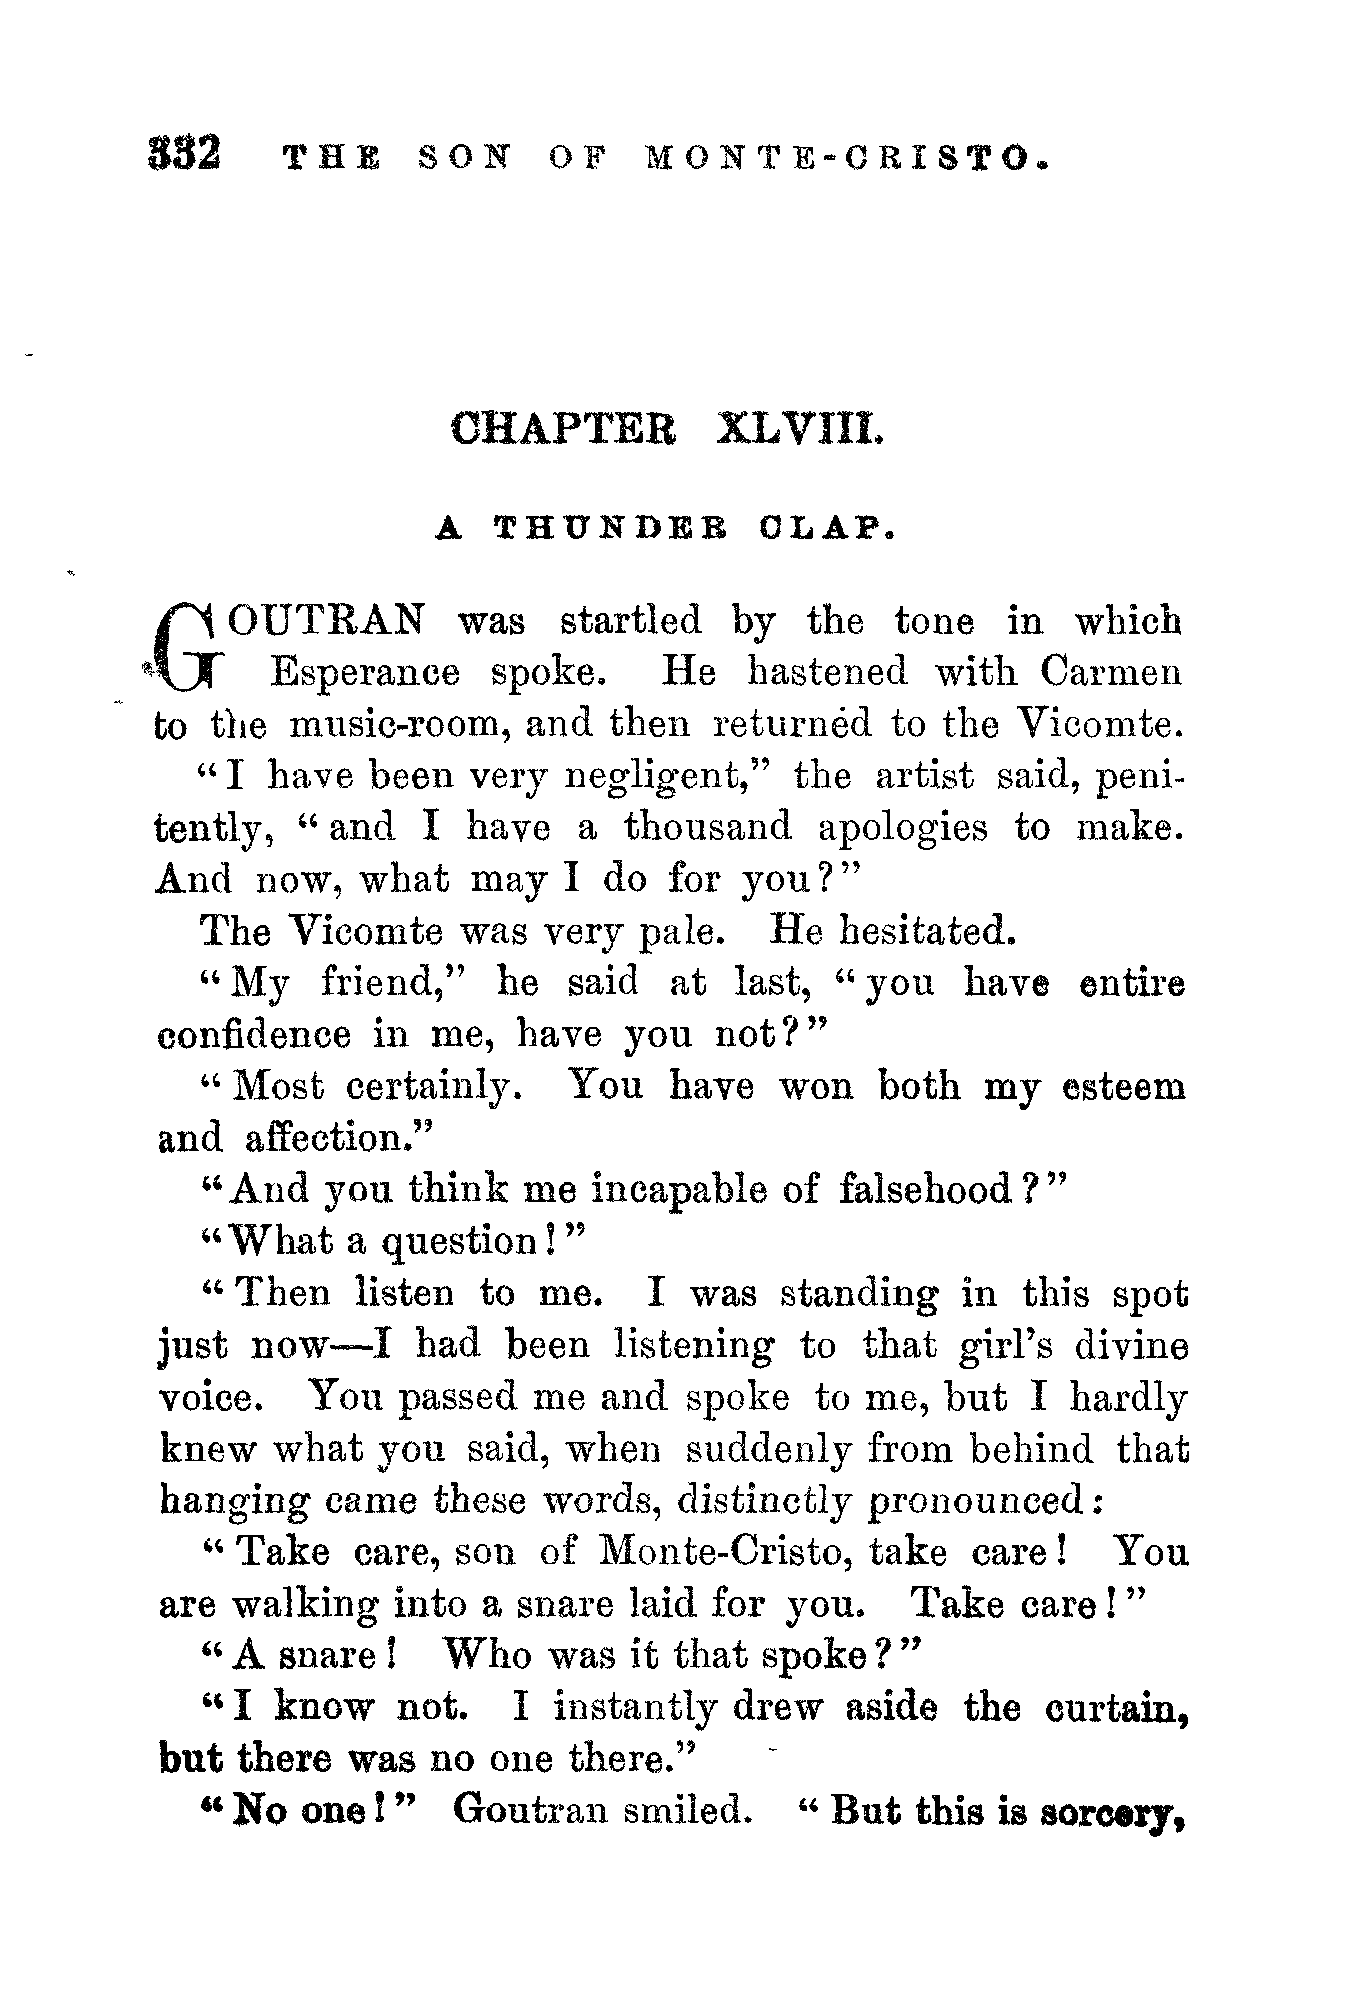 332 THE SON OF MONTE-CRISTO.
CHAPTER XLVIII.
A THUNDER CLAP.
GOUTRAN was startled by the tone in which
Esperance spoke. He hastened with Carmen
to the music-room, and then returned to the Vicomte.
“I have been very negligent,” the artist said, peni-
tently, “and I have a thousand apologies to make.
And now, what may I do for you?”
The Vicomte was very pale. He hesitated.
“My friend,” he said at last, “you have entire
confidence in me, have you not?”
“Most certainly. You have won both my esteem
and affection.”
“And you think me incapable of falsehood?”
“What a question!”
“Then listen to me. I was standing in this spot
just now—I had been listening to that girl’s divine
voice. You passed me and spoke to me, but I hardly
knew what you said, when suddenly from behind that
hanging came these words, distinctly pronounced:
“Take care, son of Monte-Cristo, take care! You
are walking into a snare laid for you. Take care!”
“A snare! Who was it that spoke?”
“I know not. I instantly drew aside the curtain,
but there was no one there.”
“No one!” Goutran smiled. “But this is sorcery,